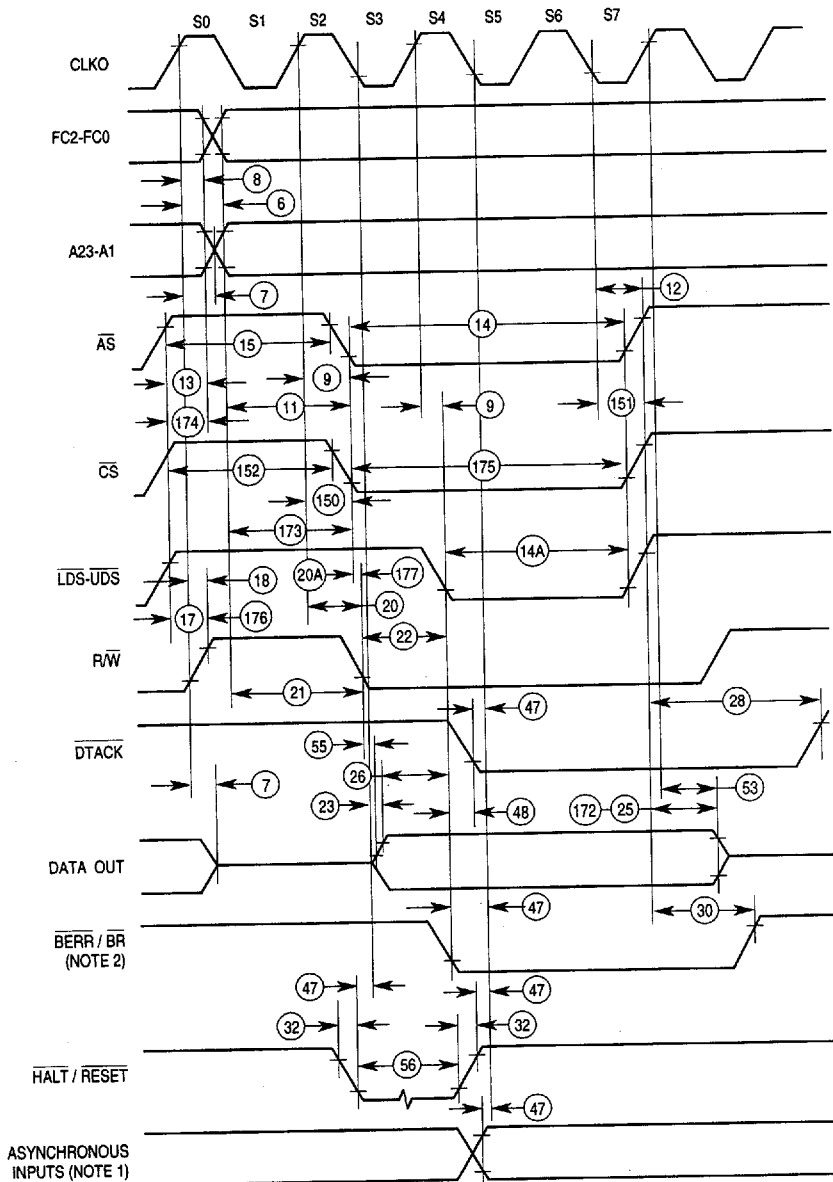 S0 S1 S2 S3 S4 S5 S6 S7
CLKO
FC2-FC0
8
6
A23-A1
7
12
AS
15
14
13
9
11
9
151
174
CS
152
175
150
173
14A
LDS-UDS
18
20A
177
20
17
176
22
R/W
21
47
28
DTACK
55
26
7
53
23
48
172
25
DATA OUT
47
30
BERR / BR
(NOTE 2)
47
47
32
32
56
HALT / RESET
47
ASYNCHRONOUS
INPUTS (NOTE 1)